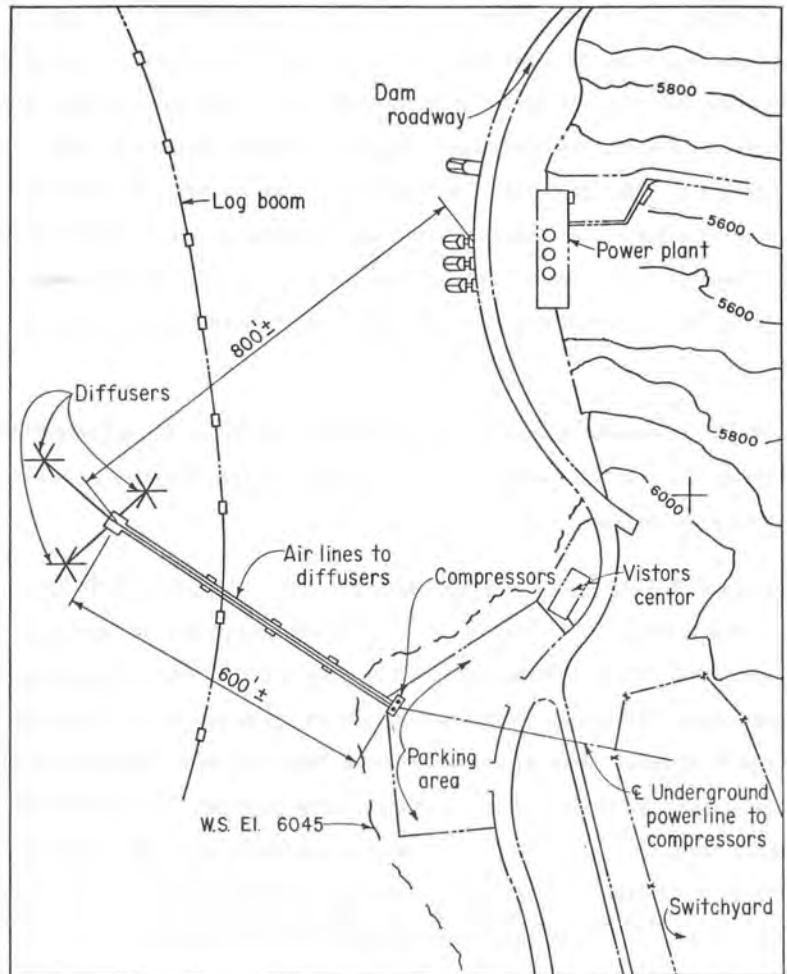 Dam
roadway
5800
Log boom
5600
Power plant
5600
800'±
Diffusers
5800
6000
Air lines to
diffusers
Compressors
Vistors
centor
600'±
Parking
area
℄ Underground
powerline to
compressors
W.S. El. 6045
Switchyard